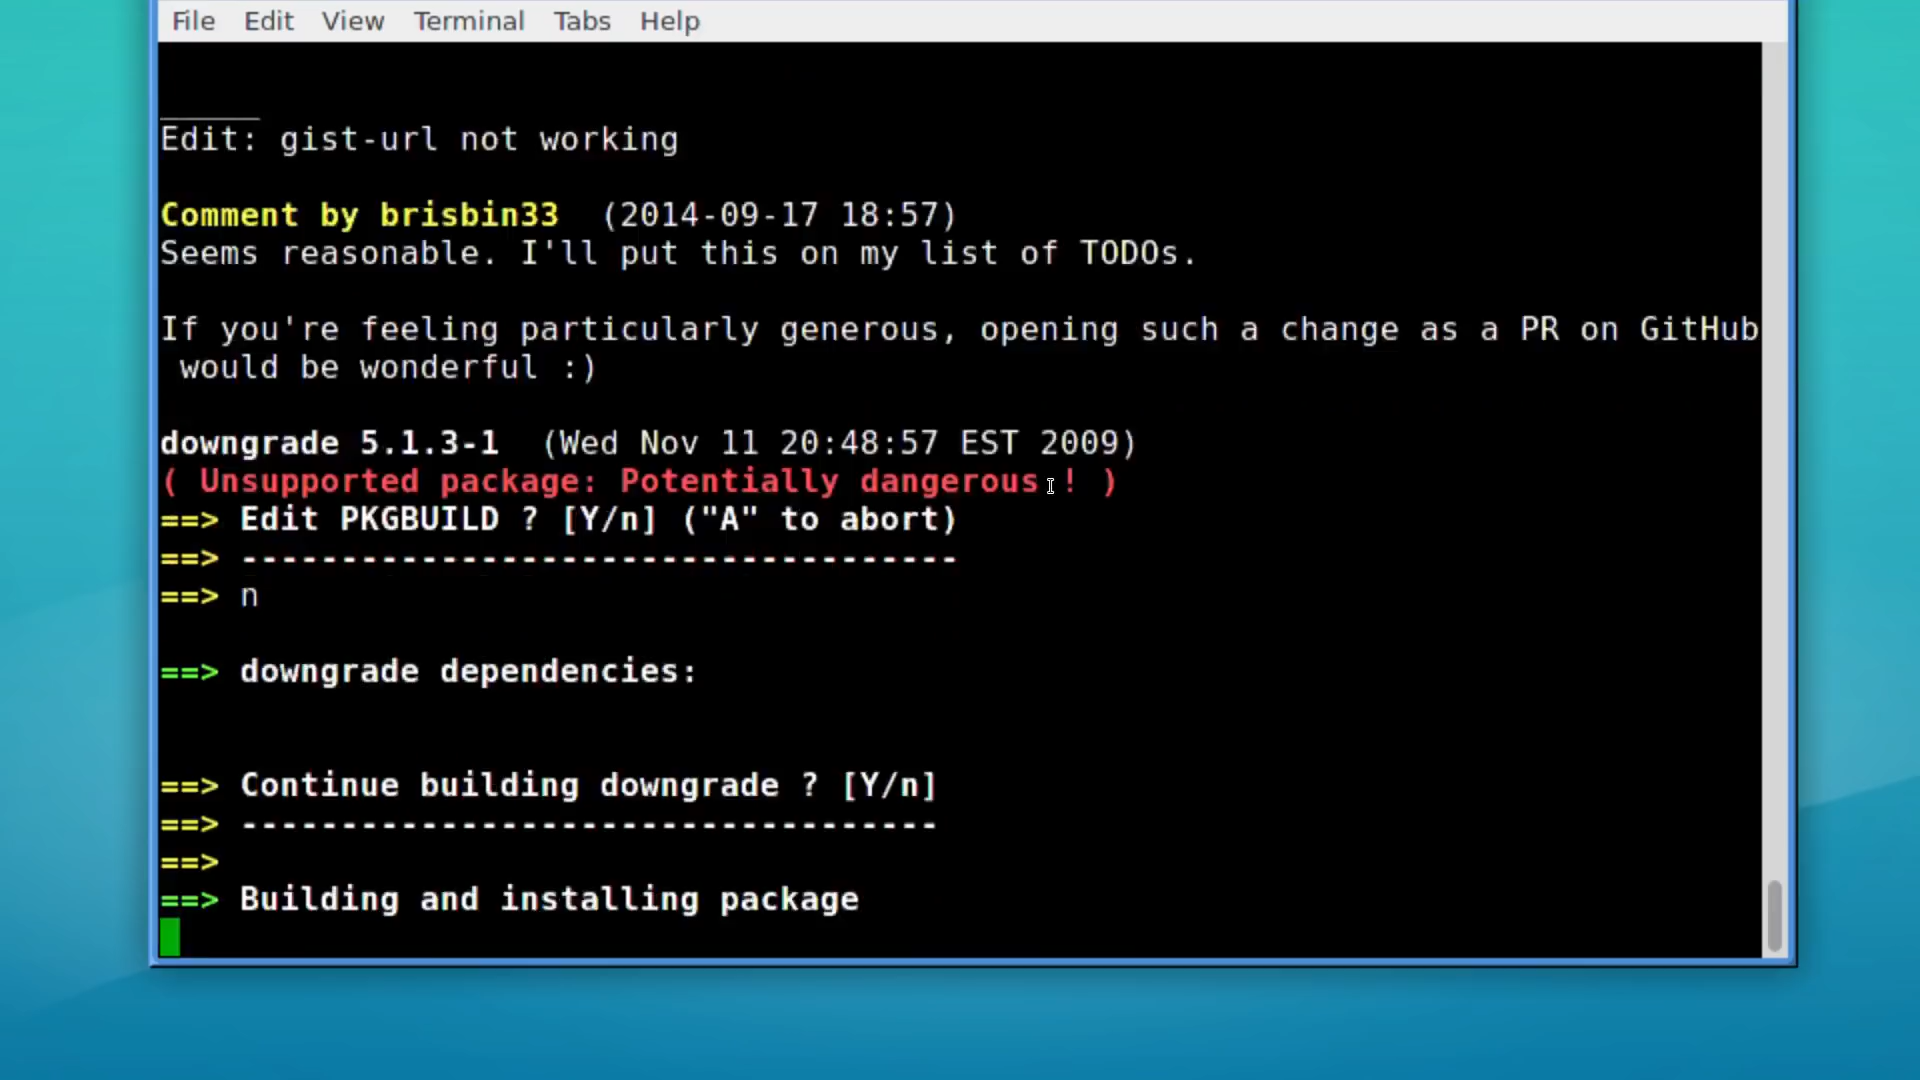 File Edit View Terminal Tabs Help
______
Edit: gist-url not working
Comment by brisbin33 (2014-09-17 18:57)
Seems reasonable. I'll put this on my list of TODOs.
If you're feeling particularly generous, opening such a change as a PR on GitHub
would be wonderful :)
downgrade 5.1.3-1 (Wed Nov 11 20:48:57 EST 2009)
( Unsupported package: Potentially dangerous ! )
==> Edit PKGBUILD ? [Y/n] ("A" to abort)
==> ------------------------------------
==> n
==> downgrade dependencies:
==> Continue building downgrade ? [Y/n]
==> -----------------------------------
==>
==> Building and installing package